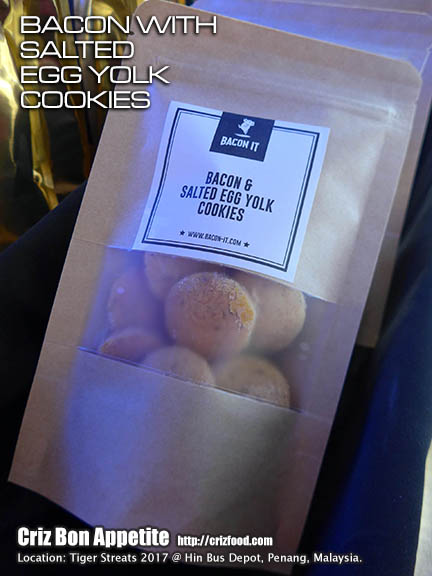 BACON WITH
SALTED
EGG YOLK
COOKIES
BACON IT
BACON &
SALTED EGG YOLK
COOKIES
★ WWW.BACON-IT.COM ★
Criz Bon Appetite http://crizfood.com
Location: Tiger Streats 2017 @ Hin Bus Depot, Penang, Malaysia.